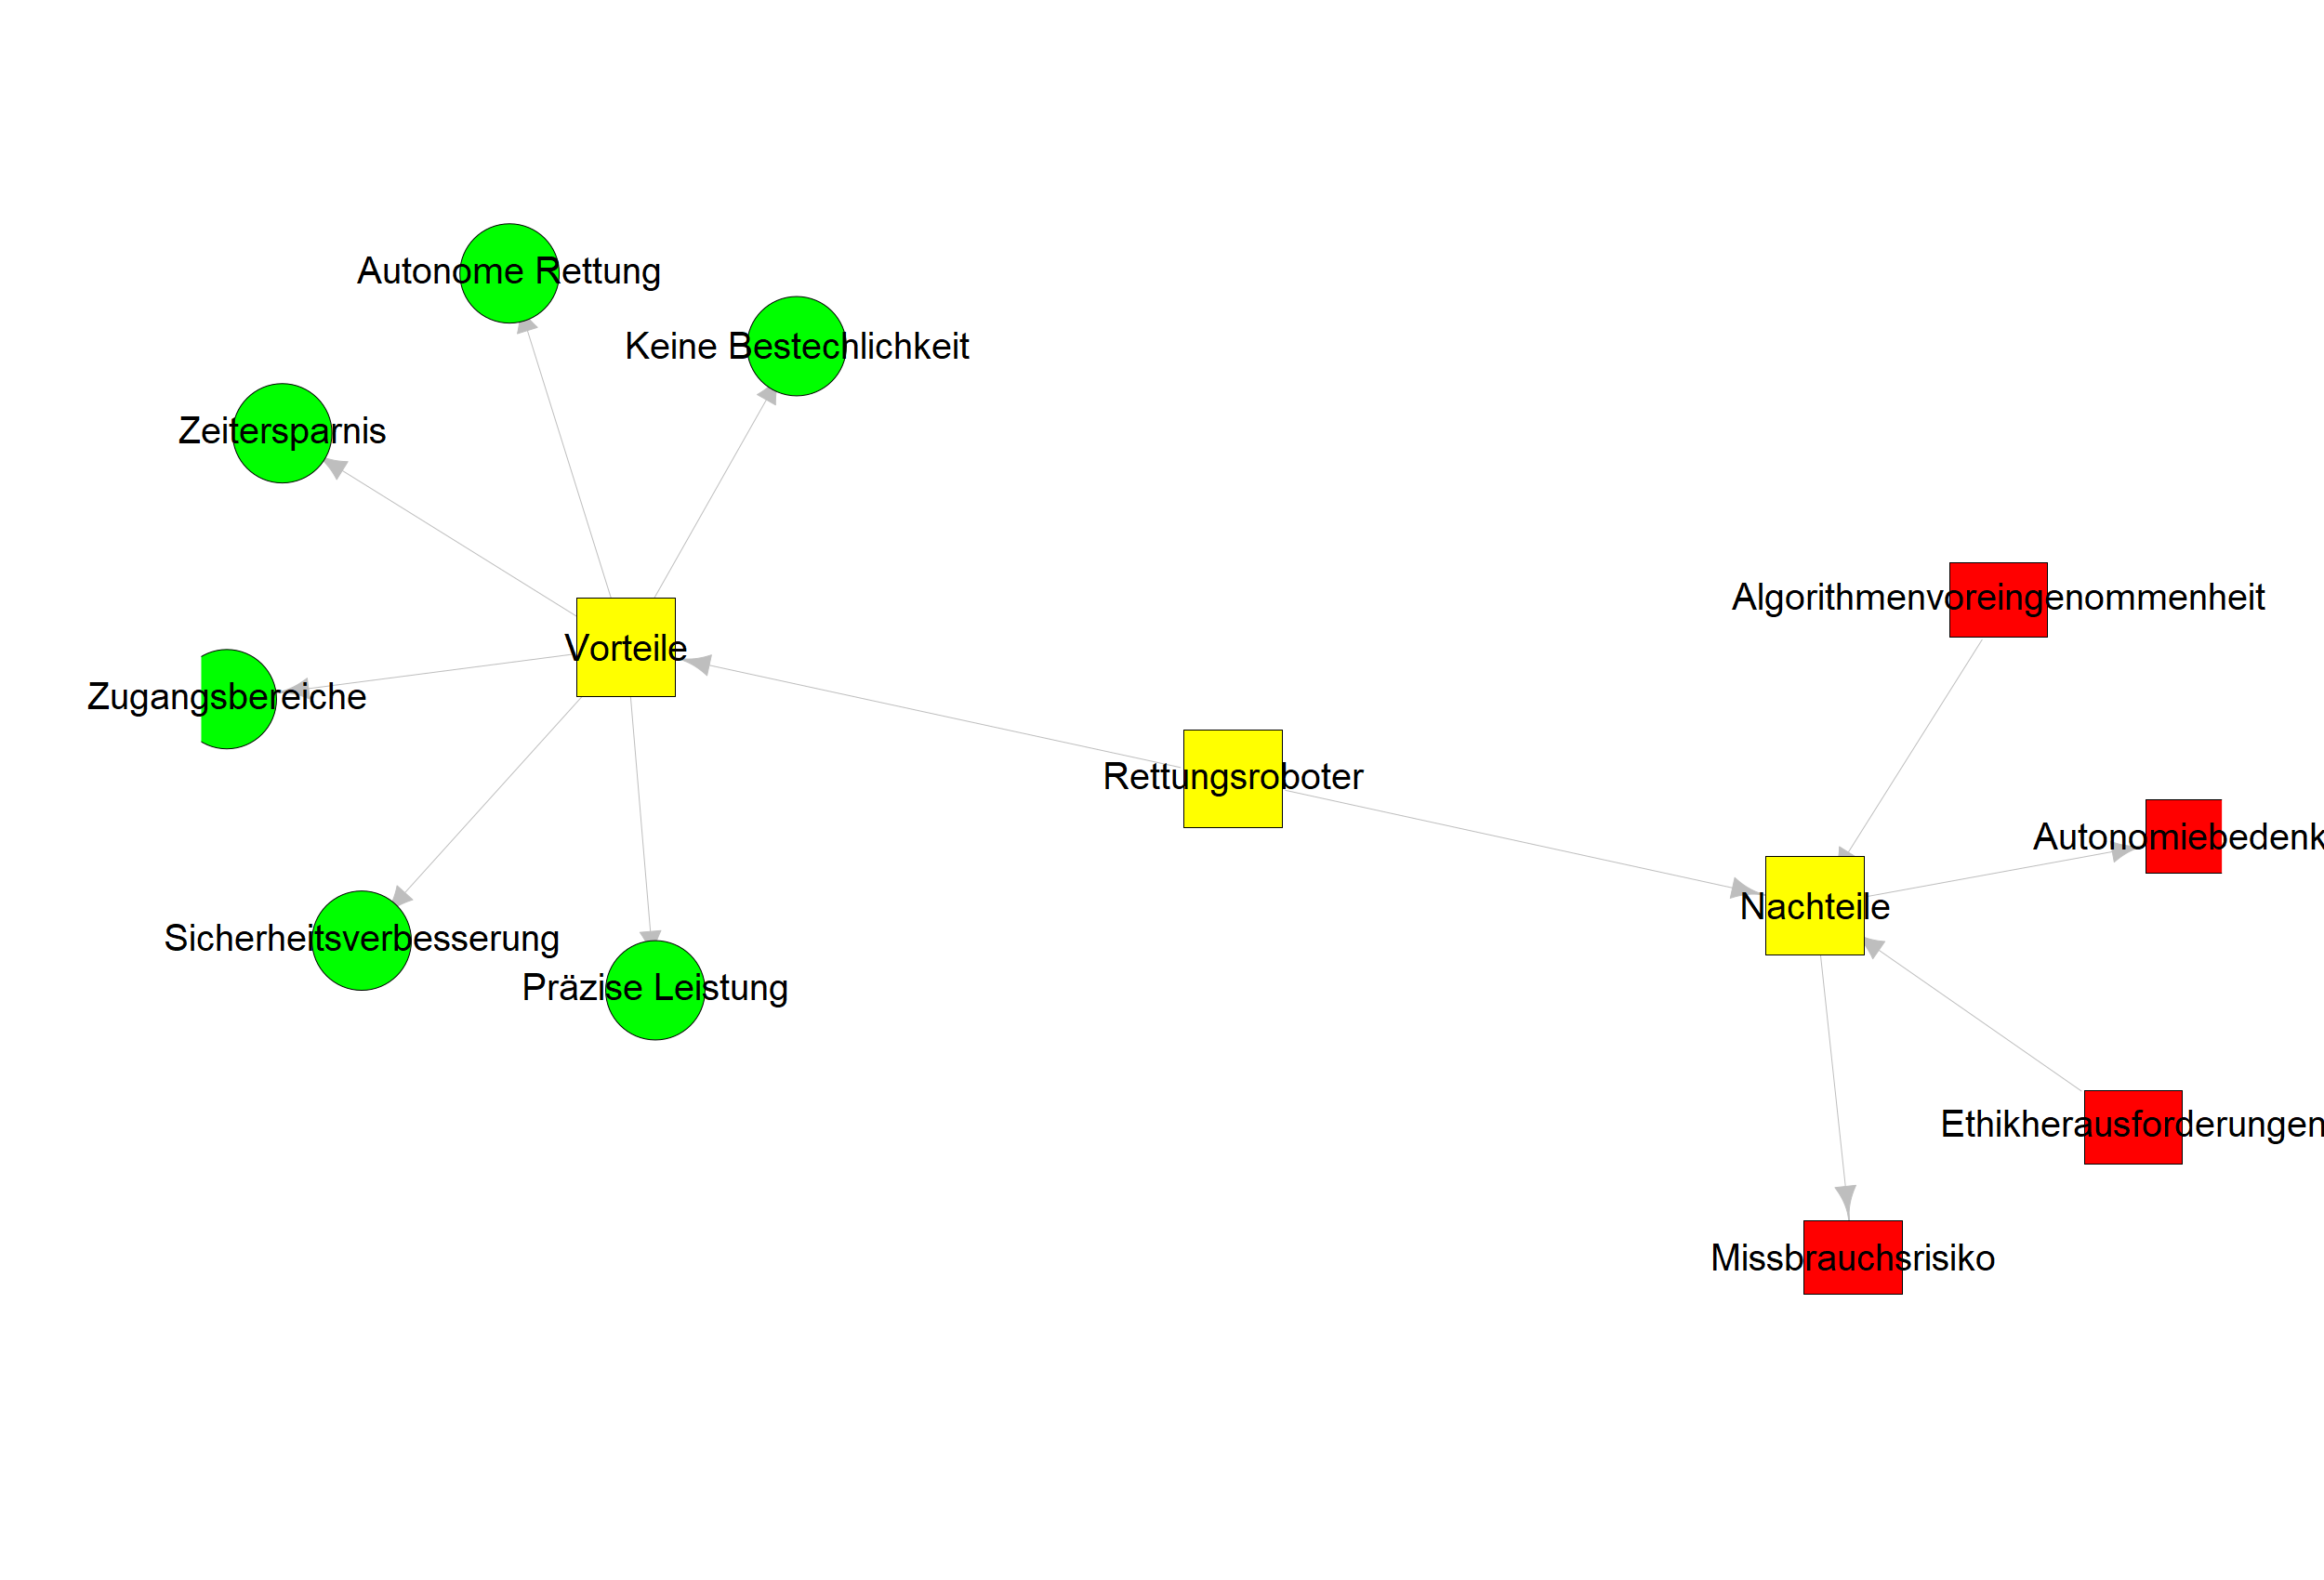 Autonome Rettung
Keine Bestechlichkeit
Zeitersparnis
Algorithmenvoreingenommenheit
Vorteile
Zugangsbereiche
Rettungsroboter
Autonomiebedenk
Nachteile
Sicherheitsverbesserung
Präzise Leistung
Ethikherausforderungen
Missbrauchsrisiko